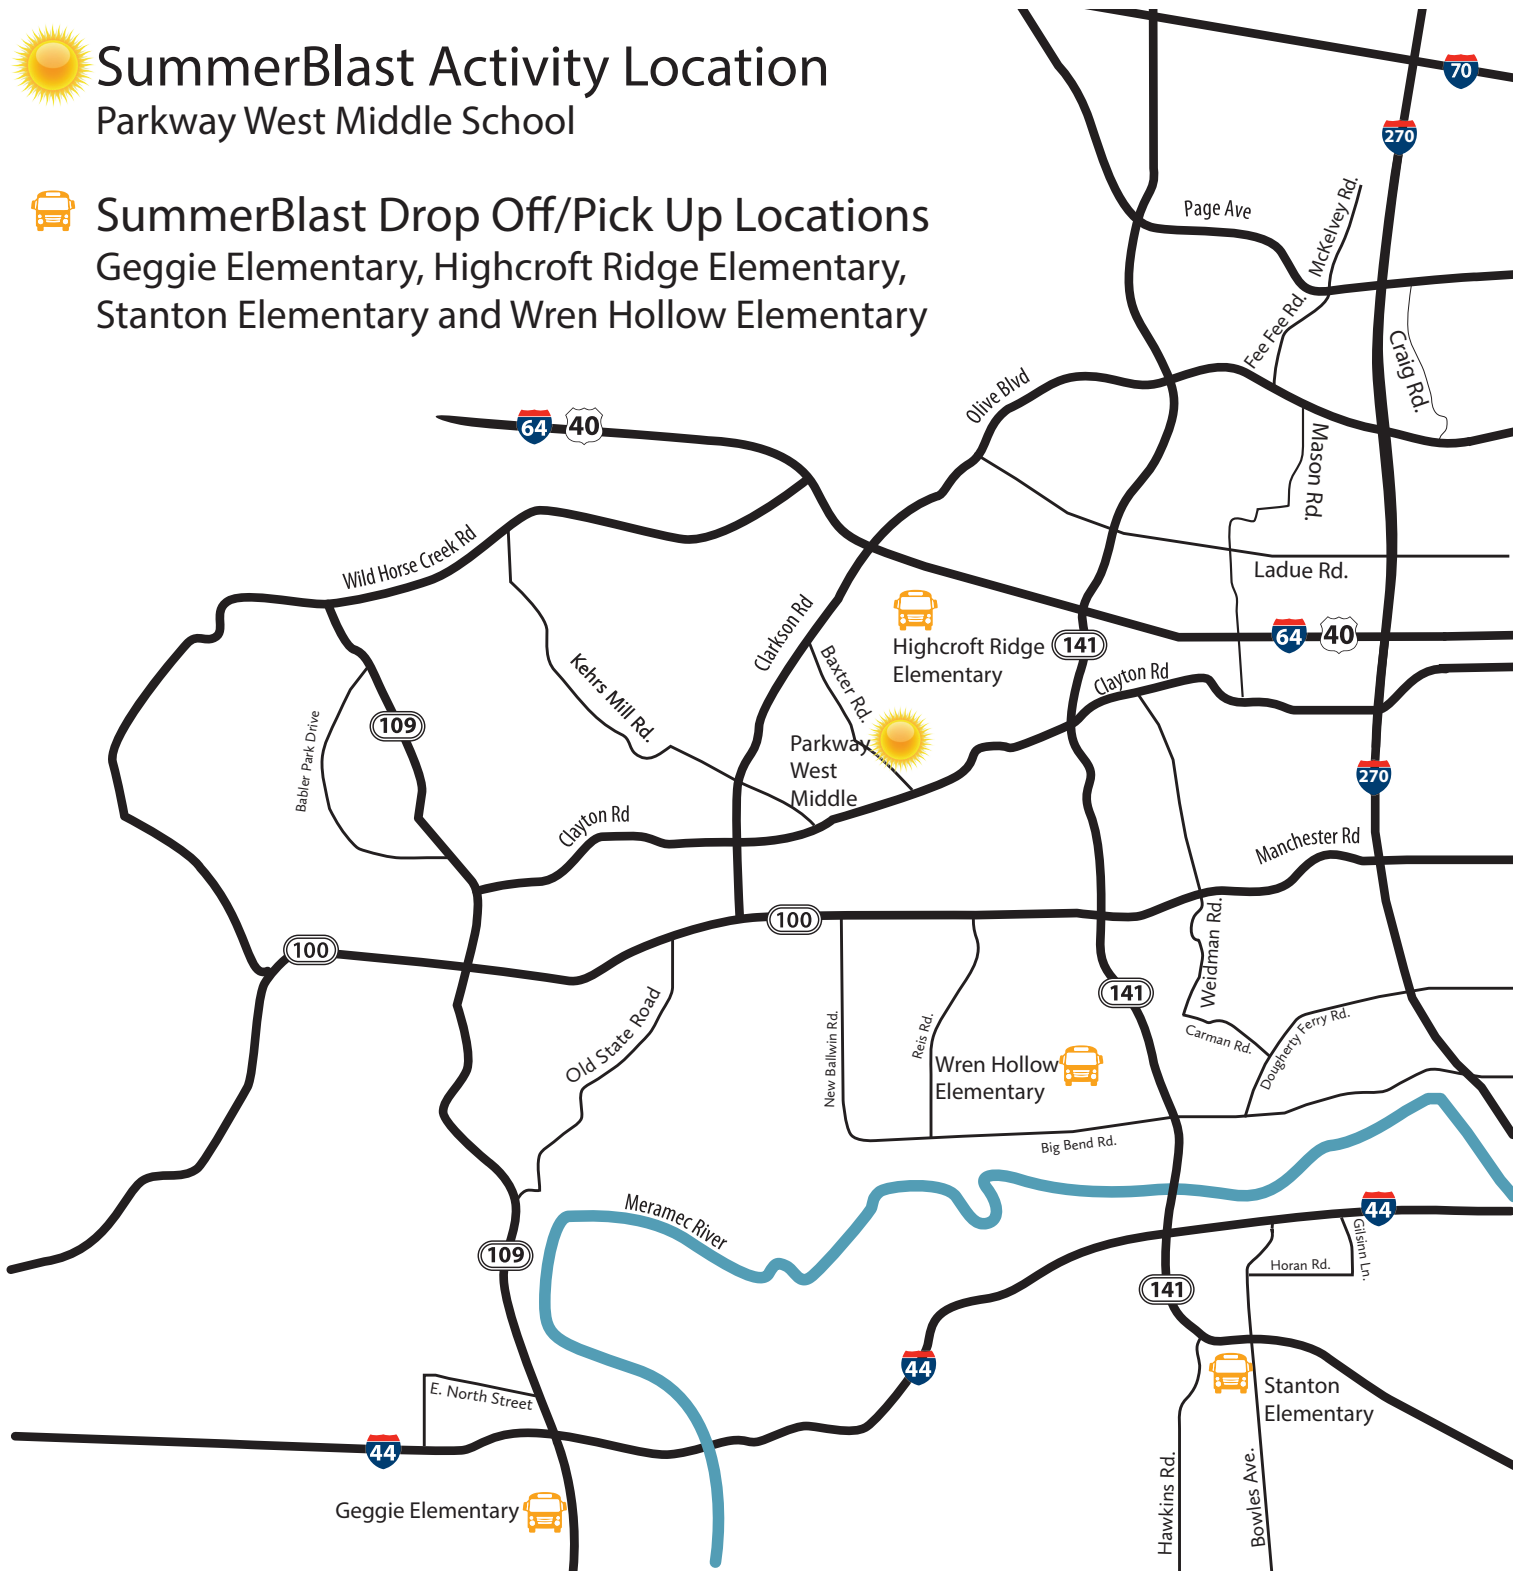 SummerBlast Activity Location
Parkway West Middle School
SummerBlast Drop Off/Pick Up Locations
Geggie Elementary, Highcroft Ridge Elementary,
Stanton Elementary and Wren Hollow Elementary
70
270
McKelvey Rd.
Page Ave
Fee Fee Rd.
Craig Rd.
Olive Blvd
64
40
Mason Rd.
Wild Horse Creek Rd
Ladue Rd.
Clarkson Rd
Highcroft Ridge
Elementary
141
64
40
Kehrs Mill Rd.
Baxter Rd.
Clayton Rd
109
Babler Park Drive
Parkway
West
Middle
270
Clayton Rd
Manchester Rd
100
100
Weidman Rd.
Old State Road
New Ballwin Rd.
Reis Rd.
141
Carman Rd.
Dougherty Ferry Rd.
Wren Hollow
Elementary
Big Bend Rd.
Meramec River
44
Gilsinn Ln.
Horan Rd.
109
141
44
E. North Street
Stanton
Elementary
44
Hawkins Rd.
Bowles Ave.
Geggie Elementary